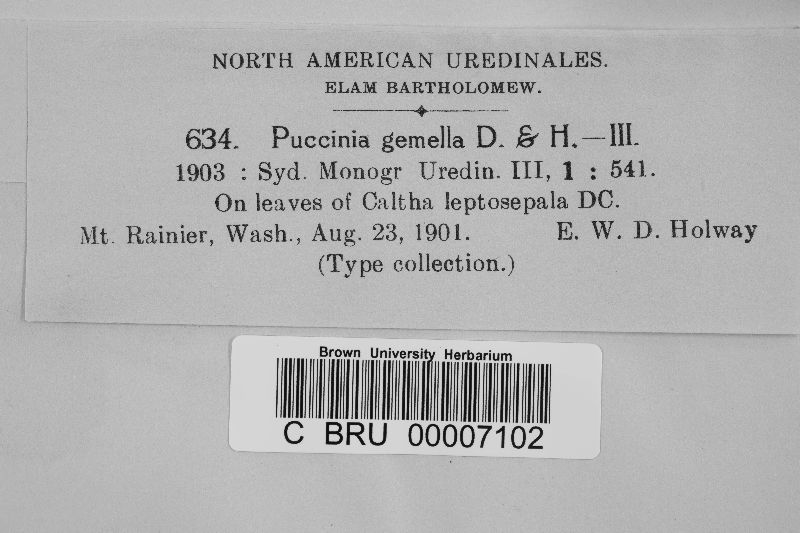 NORTH AMERICAN UREDINALES.
ELAM BARTHOLOMEW.
634. Puccinia gemella D. & H.—III.
1903 : Syd. Monogr Uredin. III, 1 : 541.
On leaves of Caltha leptosepala DC.
Mt. Rainier, Wash., Aug. 23, 1901. E. W. D. Holway
(Type collection.)
Brown University Herbarium
C BRU 00007102